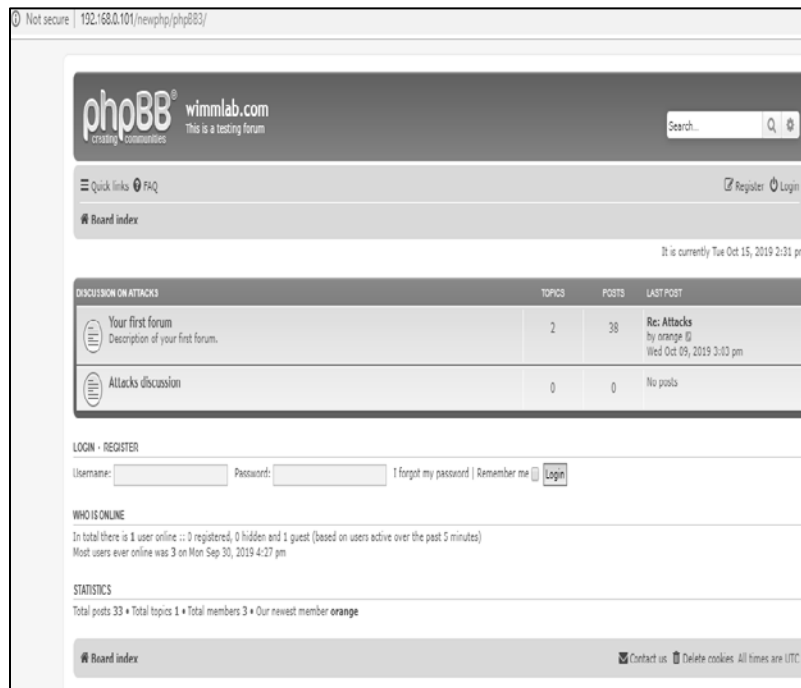 Not secure | 192.168.0.101/newphp/phpBB3/
phpBB® wimmlab.com
creating communities This is a testing forum
Search...
Quick links FAQ Register Login
Board index
It is currently Tue Oct 15, 2019 2:31 pm
DISCUSSION ON ATTACKS TOPICS POSTS LAST POST
Your first forum 2 38 Re: Attacks
Description of your first forum. by orange
Wed Oct 09, 2019 3:03 pm
Attacks discussion 0 0 No posts
LOGIN • REGISTER
Username: Password: I forgot my password | Remember me Login
WHO IS ONLINE
In total there is 1 user online :: 0 registered, 0 hidden and 1 guest (based on users active over the past 5 minutes)
Most users ever online was 3 on Mon Sep 30, 2019 4:27 pm
STATISTICS
Total posts 33 • Total topics 1 • Total members 3 • Our newest member orange
Board index Contact us Delete cookies All times are UTC